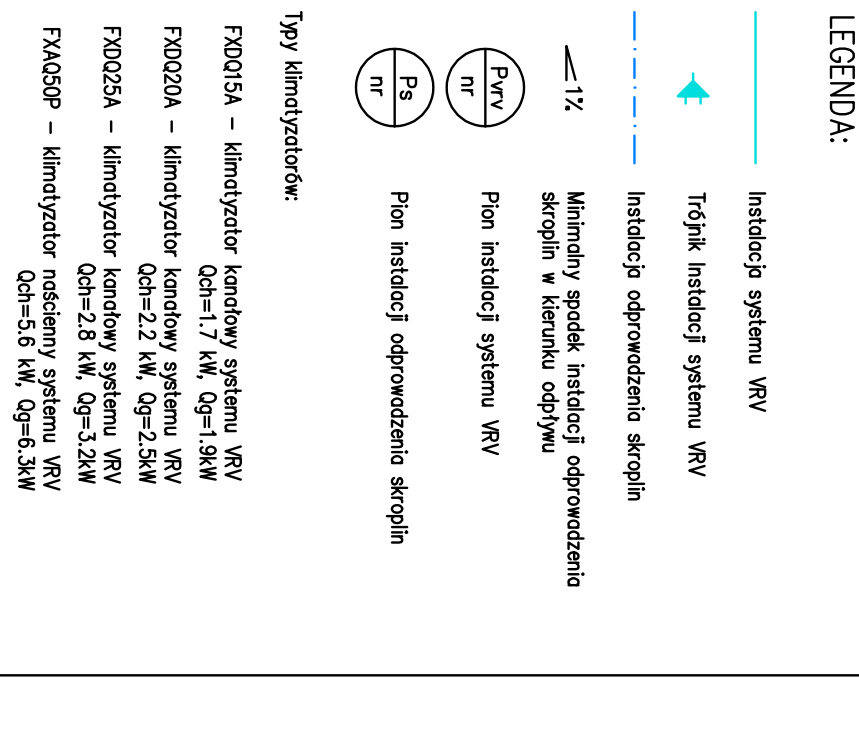 LEGENDA:
Instalacja systemu VRV
Trójnik Instalacji systemu VRV
Instalacja odprowadzenia skroplin
1%
Minimalny spadek instalacji odprowadzenia
skroplin w kierunku odpływu
Pvrv
nr
Pion instalacji systemu VRV
Ps
nr
Pion instalacji odprowadzenia skroplin
Typy klimatyzatorów:
FXDQ15A – klimatyzator kanałowy systemu VRV
Qch=1.7 kW, Qg=1.9kW
FXDQ20A – klimatyzator kanałowy systemu VRV
Qch=2.2 kW, Qg=2.5kW
FXDQ25A – klimatyzator kanałowy systemu VRV
Qch=2.8 kW, Qg=3.2kW
FXAQ50P – klimatyzator naścienny systemu VRV
Qch=5.6 kW, Qg=6.3kW